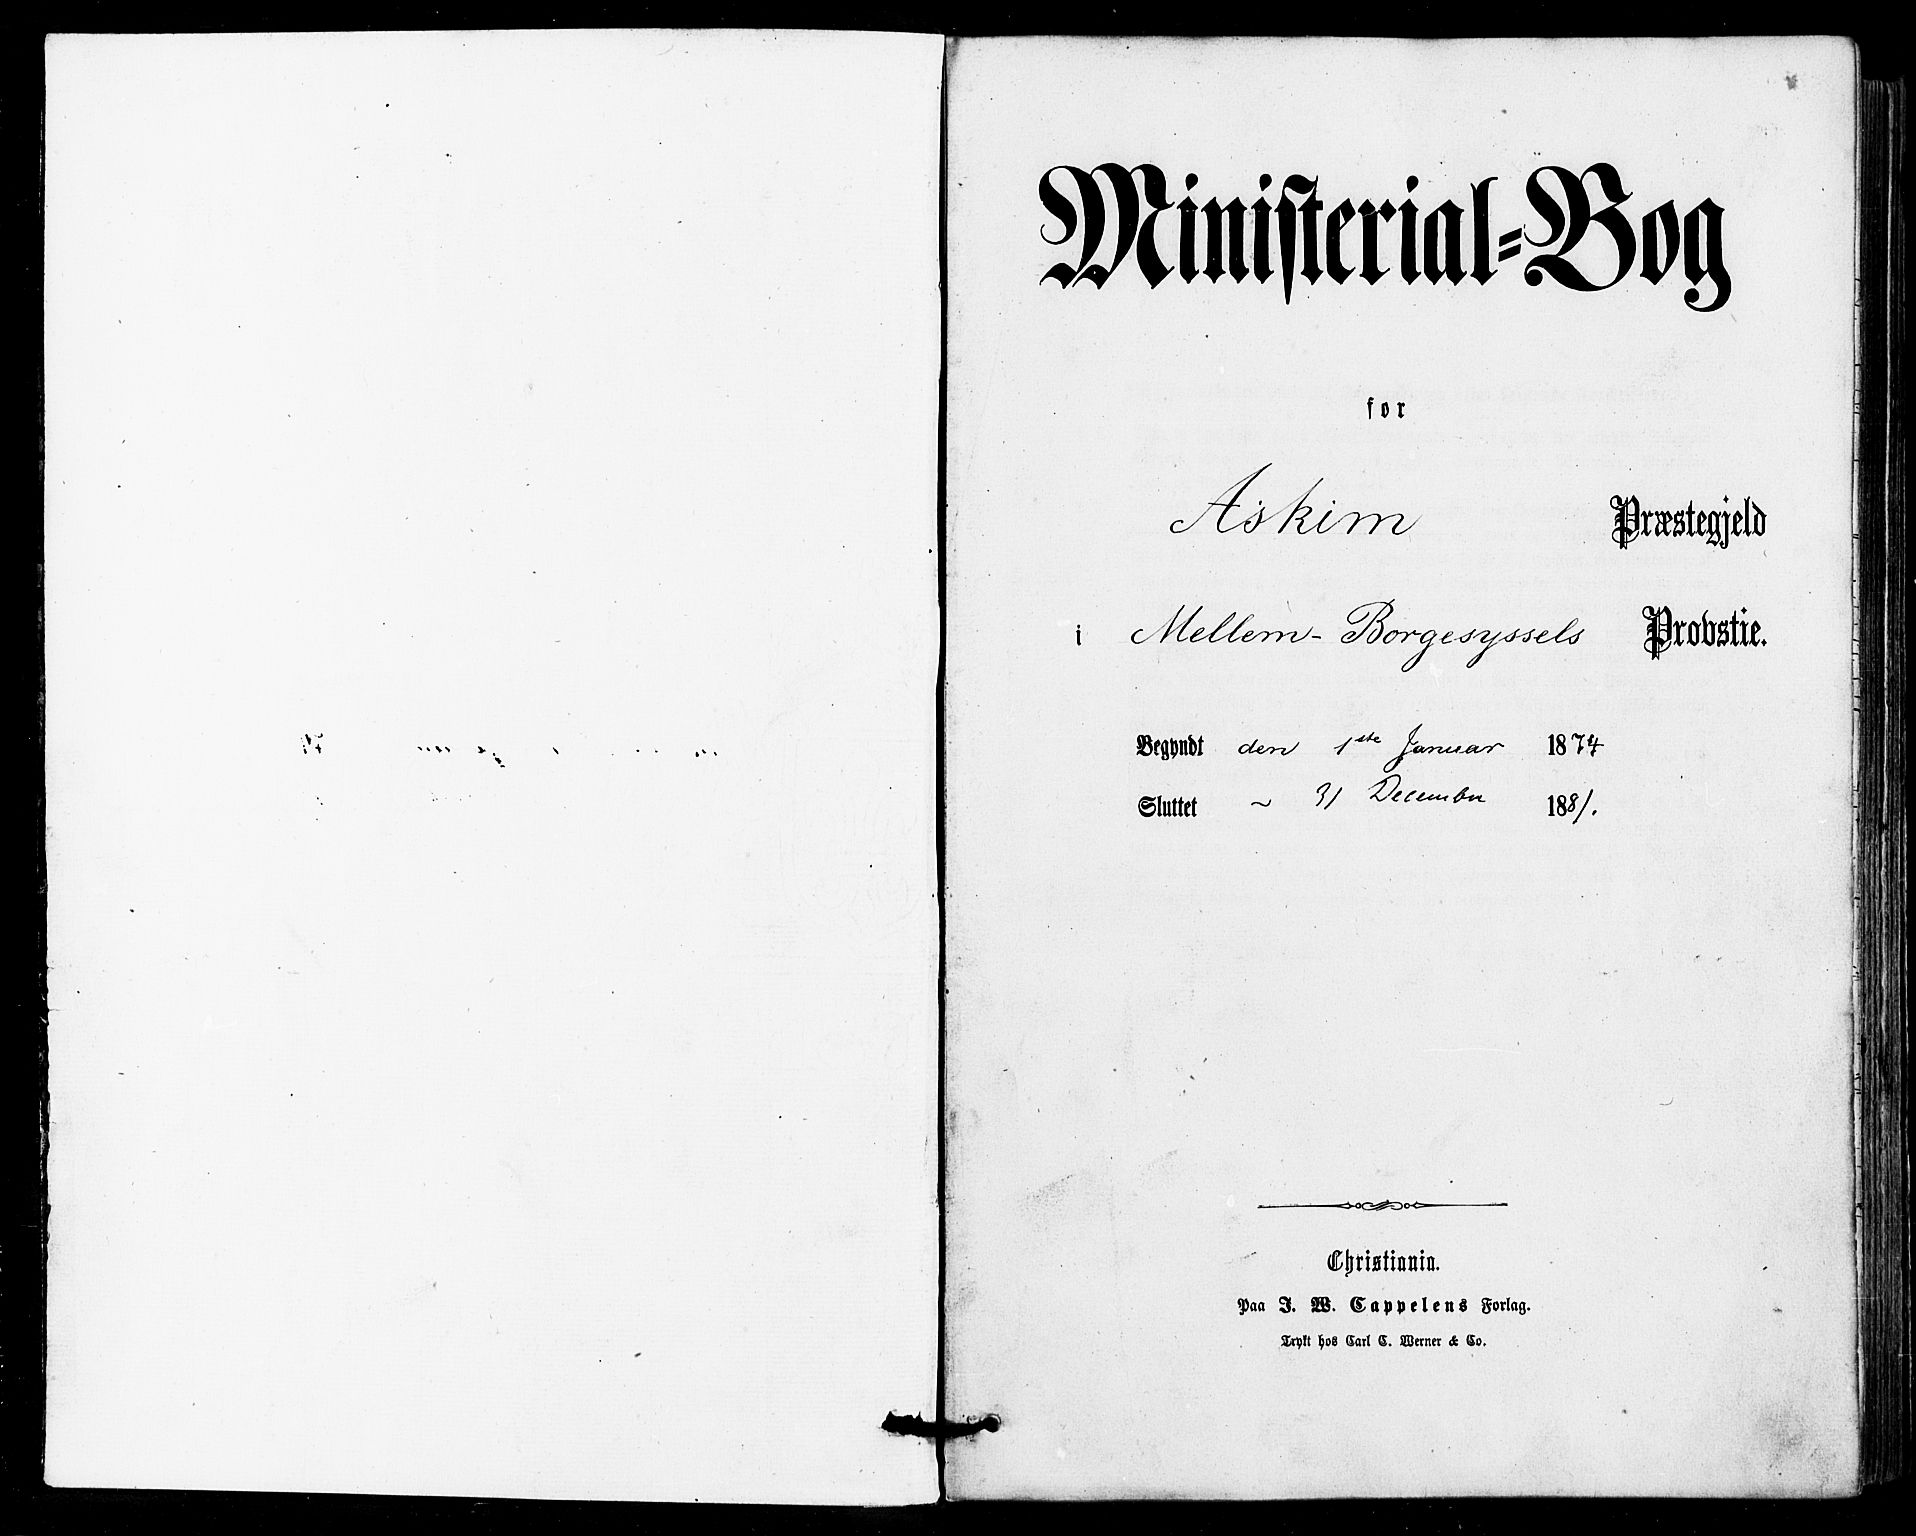 Ministerial-Bog
for
Askim Præstegjeld
i Mellem-Borgesyssels Provstie.
Begyndt den 1ste Januar 1874
Sluttet ~ 31 December 1881.
Christiania.
Paa J. W. Cappelens Forlag.
Trykt hos Carl C. Werner & Co.